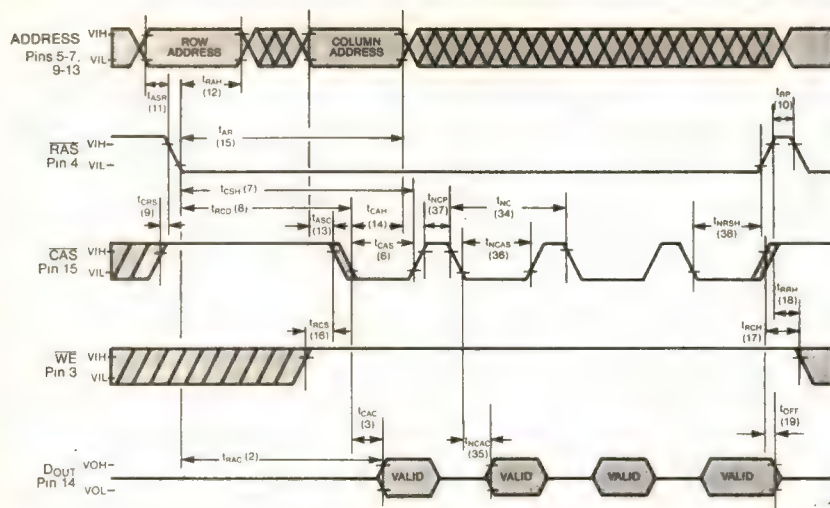 ADDRESS
Pins 5-7,
9-13
VIH
VIL
ROW
ADDRESS
COLUMN
ADDRESS
tASR
(11)
tRAH
(12)
tRP
(10)
RAS
Pin 4
VIH
VIL
tAR
(15)
tCSH (7)
tCRS
(9)
tRCD (8)
tASC
(13)
tCAH
(14)
tCAS
(6)
tNCP
(37)
tNC
(34)
tNCAS
(36)
tNRSH
(38)
CAS
Pin 15
VIH
VIL
tRRH
(18)
tRCS
(16)
tRCH
(17)
WE
Pin 3
VIH
VIL
tCAC
(3)
tNCAC
(35)
tOFF
(19)
tRAC (2)
DOUT
Pin 14
VOH
VOL
VALID
VALID
VALID
VALID